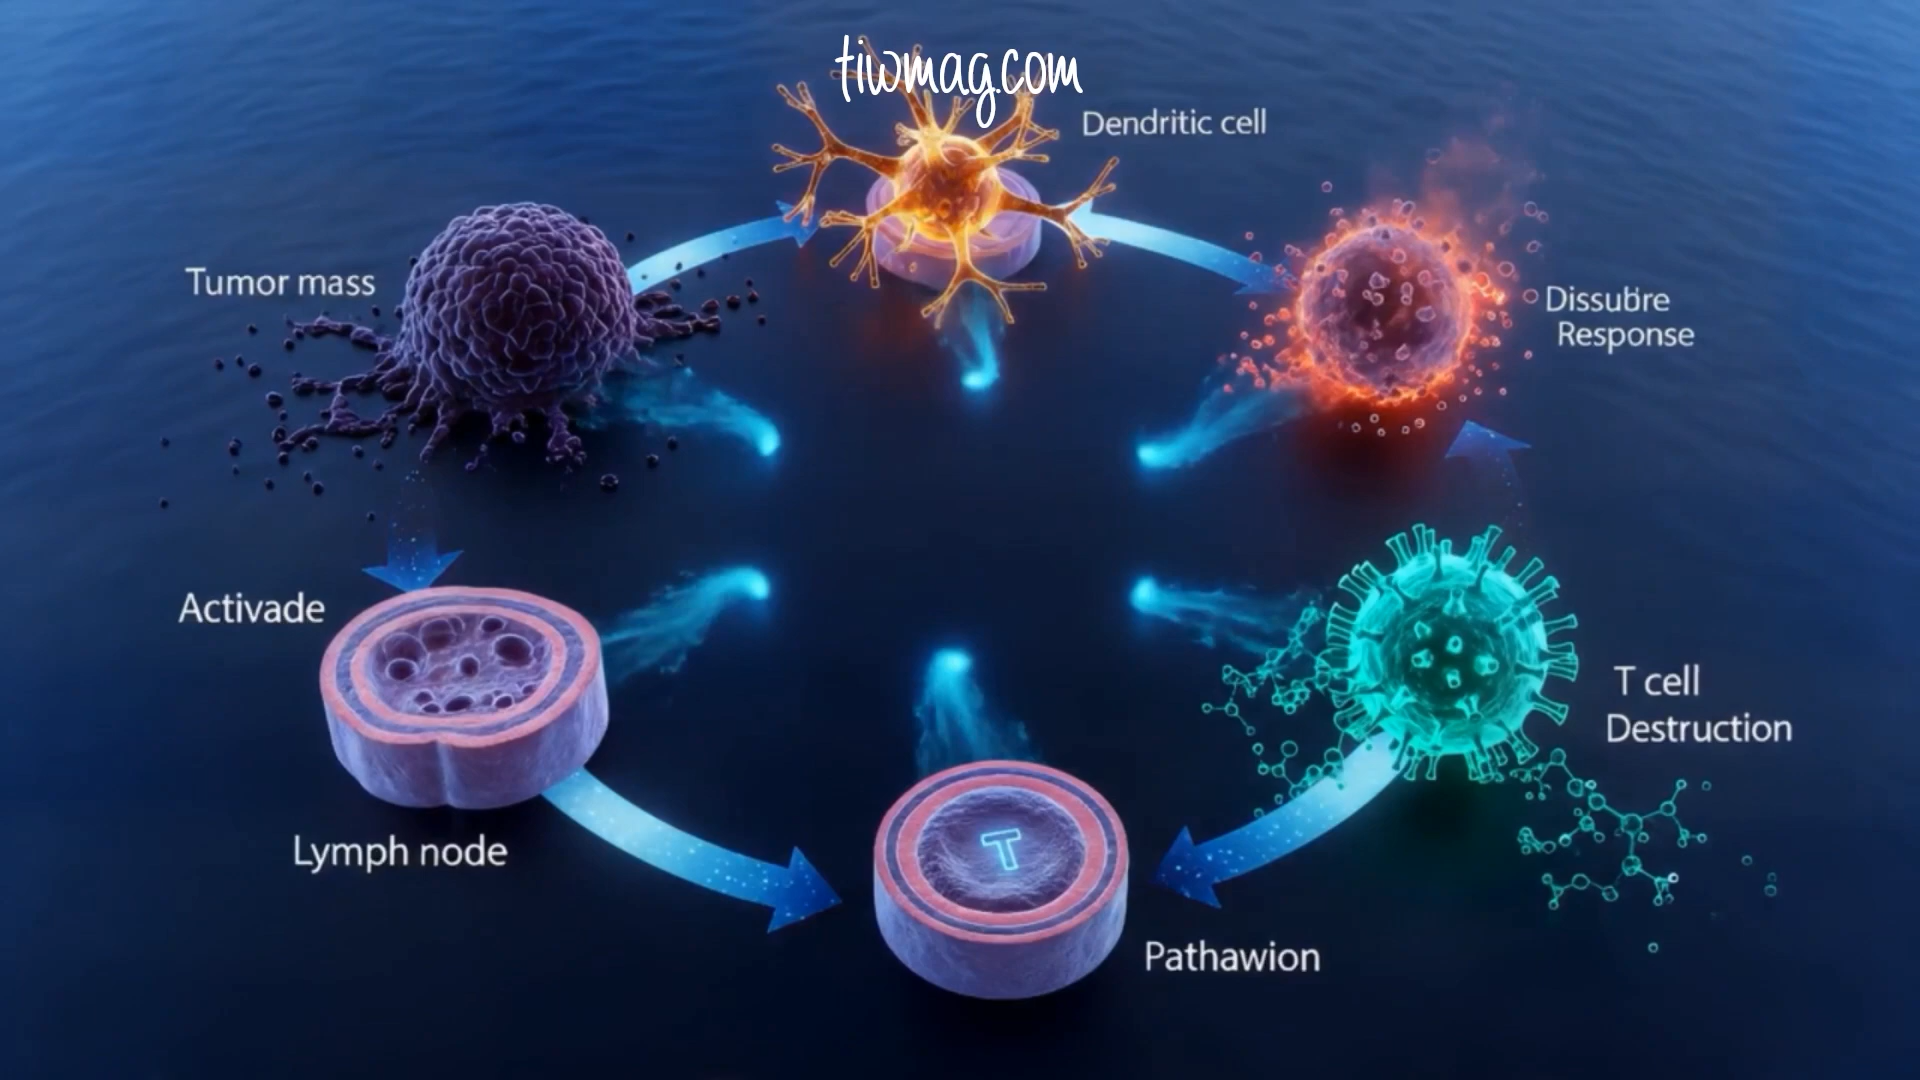 tiwmag.com
Dendritic cell
Tumor mass
Dissubre
Response
Activade
T cell
Destruction
Lymph node
T
Pathawion